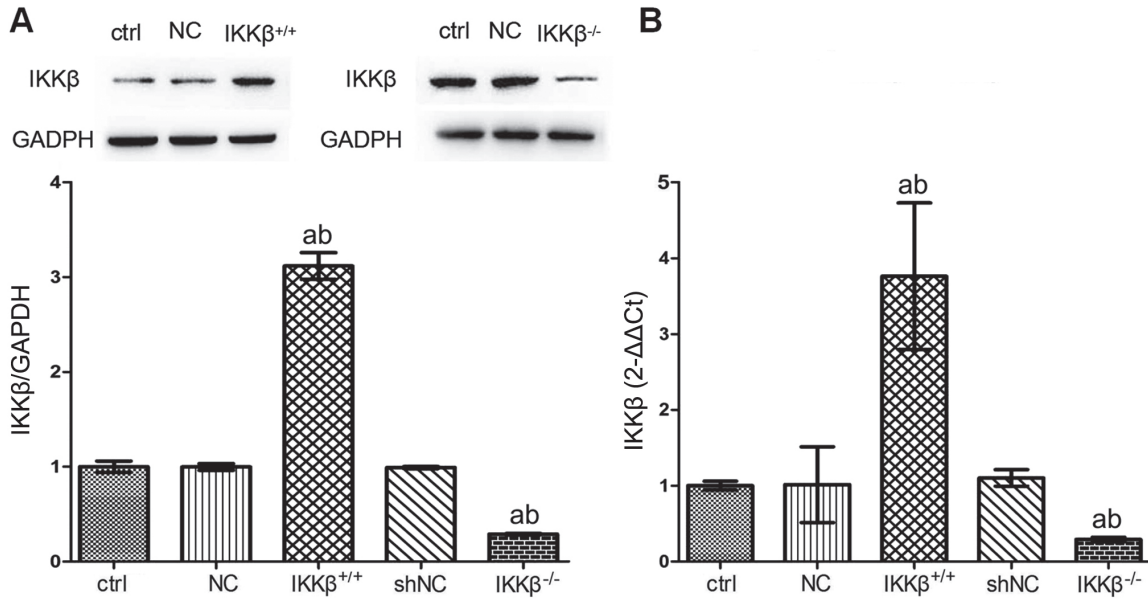 A
ctrl NC IKKβ+/+
IKKβ
GADPH
ctrl NC IKKβ-/-
IKKβ
GADPH
IKKβ/GAPDH
4
3
2
1
0
ab
ab
ctrl NC IKKβ+/+ shNC IKKβ-/-
B
IKKβ (2-ΔΔCt)
5
4
3
2
1
0
ab
ab
ctrl NC IKKβ+/+ shNC IKKβ-/-